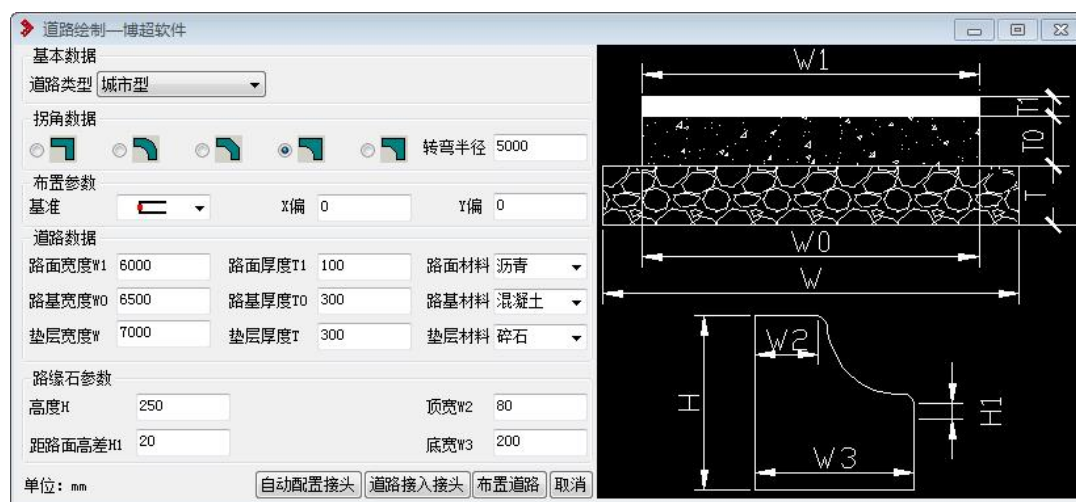 道路绘制—博超软件
基本数据
道路类型 城市型
拐角数据
转弯半径 5000
布置参数
基准 X偏 0 Y偏 0
道路数据
路面宽度W1 6000 路面厚度T1 100 路面材料 沥青
路基宽度W0 6500 路基厚度T0 300 路基材料 混凝土
垫层宽度W 7000 垫层厚度T 300 垫层材料 碎石
路缘石参数
高度H 250 顶宽W2 80
距路面高差H1 20 底宽W3 200
单位: mm 自动配置接头 道路接入接头 布置道路 取消
W1
T1
T0
T
W0
W
W2
H
H1
W3